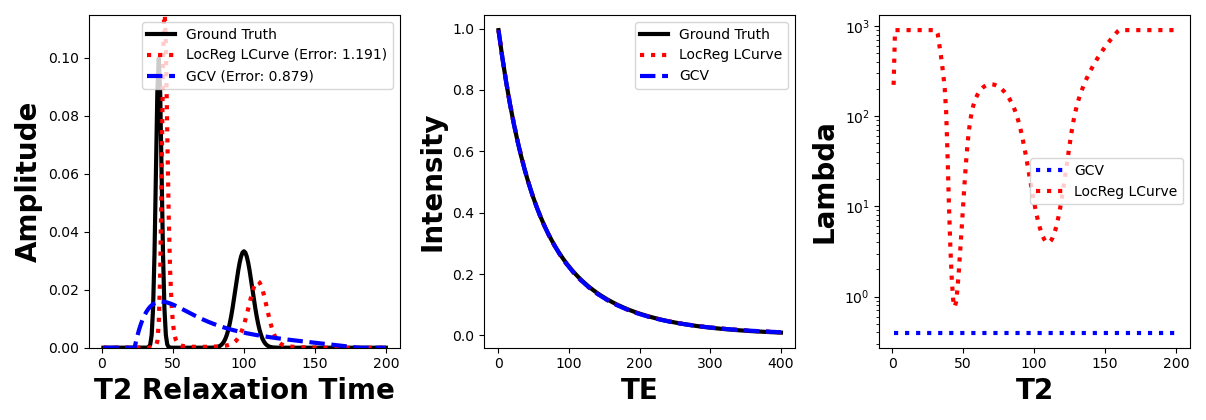 Ground Truth
LocReg LCurve (Error: 1.191)
GCV (Error: 0.879)
0.10
0.08
0.06
0.04
0.02
0.00
Amplitude
0
50
100
150
200
T2 Relaxation Time
Ground Truth
LocReg LCurve
GCV
1.0
0.8
0.6
0.4
0.2
0.0
Intensity
0
100
200
300
400
TE
GCV
LocReg LCurve
10³
10²
10¹
10⁰
Lambda
0
50
100
150
200
T2